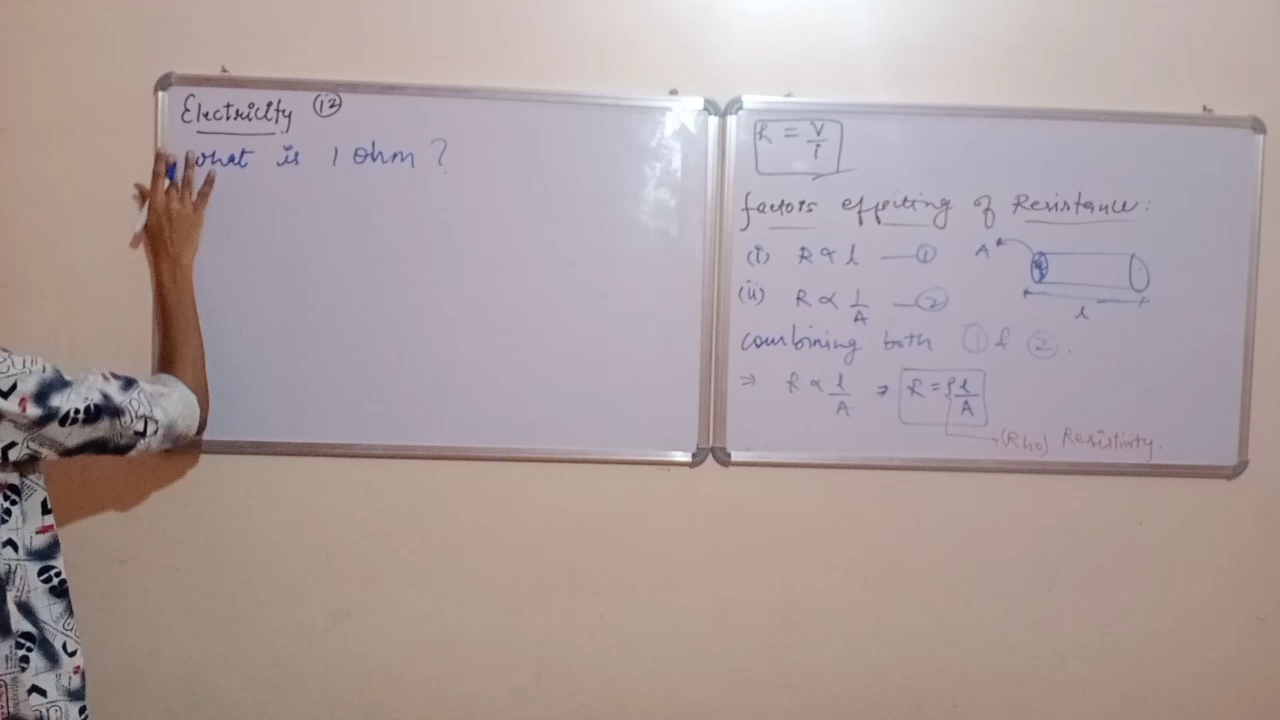 Electricity (12)
What is 1 ohm ?
R = V/i
factors effecting of Resistance:
(i) R ∝ l —①
(ii) R ∝ 1/A —②
A
l
combining both ① & ②.
⇒ R ∝ l/A ⇒ R = ρ l/A
(Rho) Resistivity.